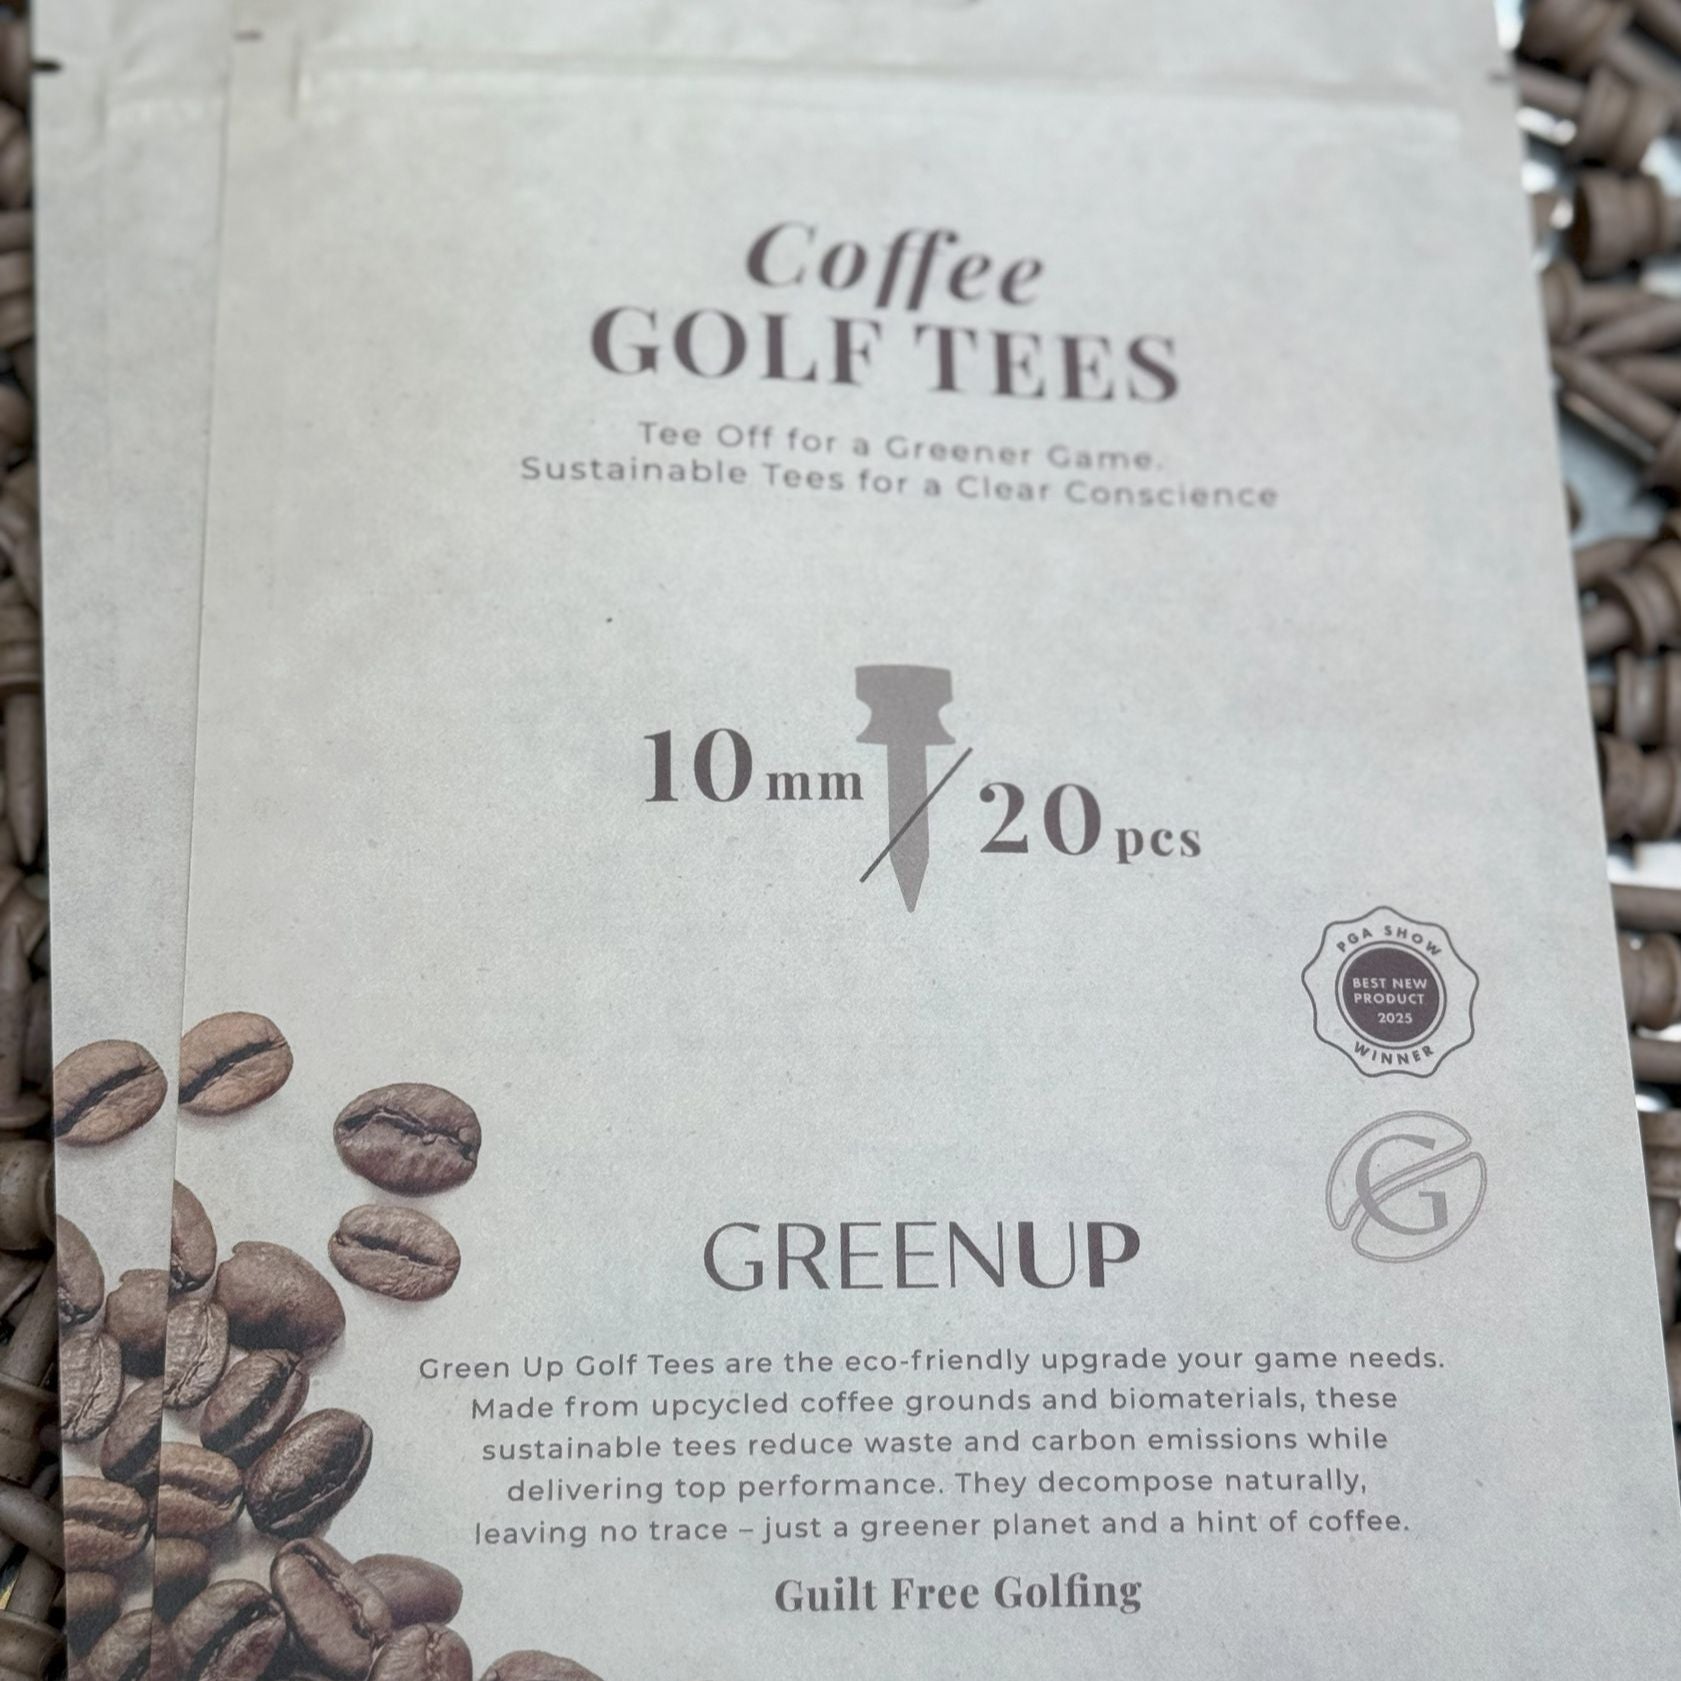 Coffee
GOLF TEES
Tee Off for a Greener Game.
Sustainable Tees for a Clear Conscience
10mm / 20pcs
PGA SHOW
BEST NEW
PRODUCT
2025
WINNER
G
GREENUP
Green Up Golf Tees are the eco-friendly upgrade your game needs.
Made from upcycled coffee grounds and biomaterials, these
sustainable tees reduce waste and carbon emissions while
delivering top performance. They decompose naturally,
leaving no trace – just a greener planet and a hint of coffee.
Guilt Free Golfing